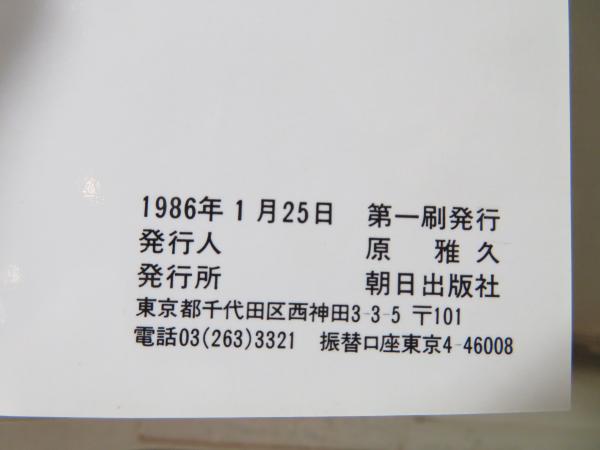 1986年1月25日 第一刷発行
発行人 原 雅久
発行所 朝日出版社
東京都千代田区西神田3-3-5 〒101
電話03(263)3321 振替口座東京4-46008